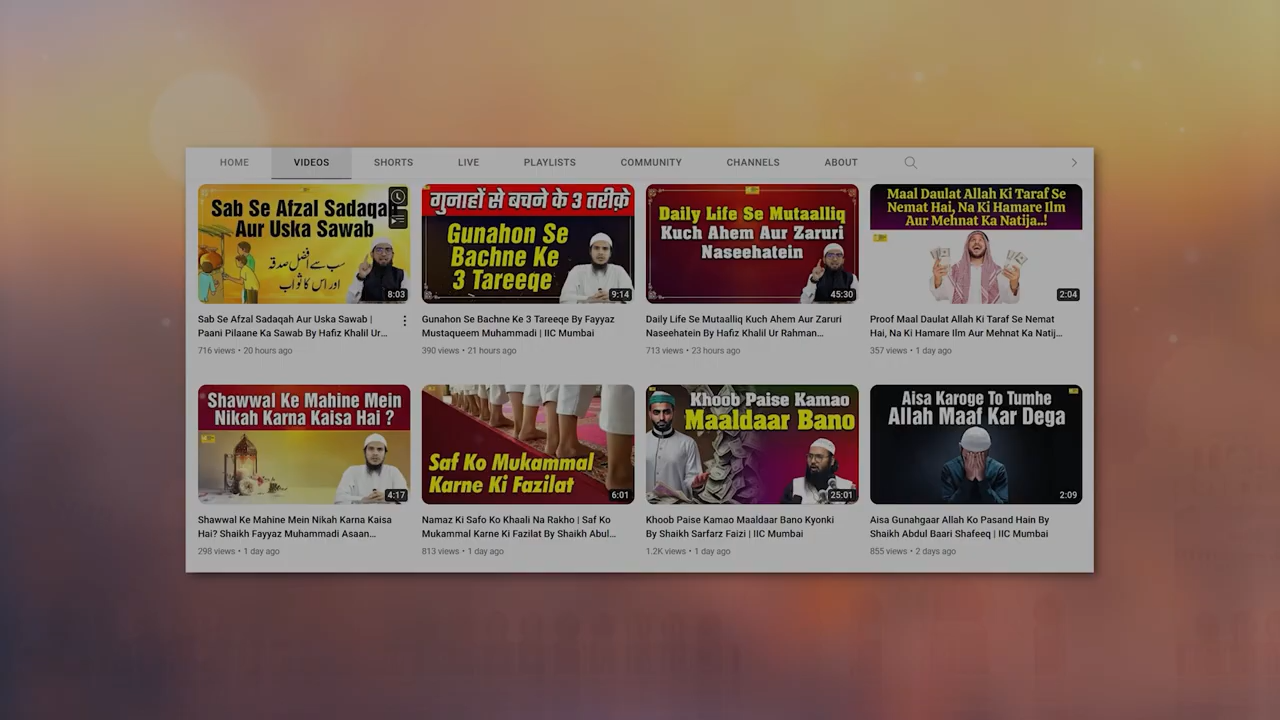 HOME VIDEOS SHORTS LIVE PLAYLISTS COMMUNITY CHANNELS ABOUT
Sab Se Afzal Sadaqah
Aur Uska Sawab
سب سے افضل صدقہ
اور اس کا ثواب
8:03
गुनाहों से बचने के 3 तरीक़े
Gunahon Se
Bachne Ke
3 Tareeqe
9:14
Daily Life Se Mutaalliq
Kuch Ahem Aur Zaruri
Naseehatein
45:30
Maal Daulat Allah Ki Taraf Se
Nemat Hai, Na Ki Hamare Ilm
Aur Mehnat Ka Natija..!
2:04
Sab Se Afzal Sadaqah Aur Uska Sawab |
Paani Pilaane Ka Sawab By Hafiz Khalil Ur...
716 views • 20 hours ago
Gunahon Se Bachne Ke 3 Tareeqe By Fayyaz
Mustaqueem Muhammadi | IIC Mumbai
390 views • 21 hours ago
Daily Life Se Mutaalliq Kuch Ahem Aur Zaruri
Naseehatein By Hafiz Khalil Ur Rahman...
713 views • 23 hours ago
Proof Maal Daulat Allah Ki Taraf Se Nemat
Hai, Na Ki Hamare Ilm Aur Mehnat Ka Natij...
357 views • 1 day ago
Shawwal Ke Mahine Mein
Nikah Karna Kaisa Hai ?
4:17
Saf Ko Mukammal
Karne Ki Fazilat
6:01
Khoob Paise Kamao
Maaldaar Bano
25:01
Aisa Karoge To Tumhe
Allah Maaf Kar Dega
2:09
Shawwal Ke Mahine Mein Nikah Karna Kaisa
Hai? Shaikh Fayyaz Muhammadi Asaan...
298 views • 1 day ago
Namaz Ki Safo Ko Khaali Na Rakho | Saf Ko
Mukammal Karne Ki Fazilat By Shaikh Abul...
813 views • 1 day ago
Khoob Paise Kamao Maaldaar Bano Kyonki
By Shaikh Sarfarz Faizi | IIC Mumbai
1.2K views • 1 day ago
Aisa Gunahgaar Allah Ko Pasand Hain By
Shaikh Abdul Baari Shafeeq | IIC Mumbai
855 views • 2 days ago